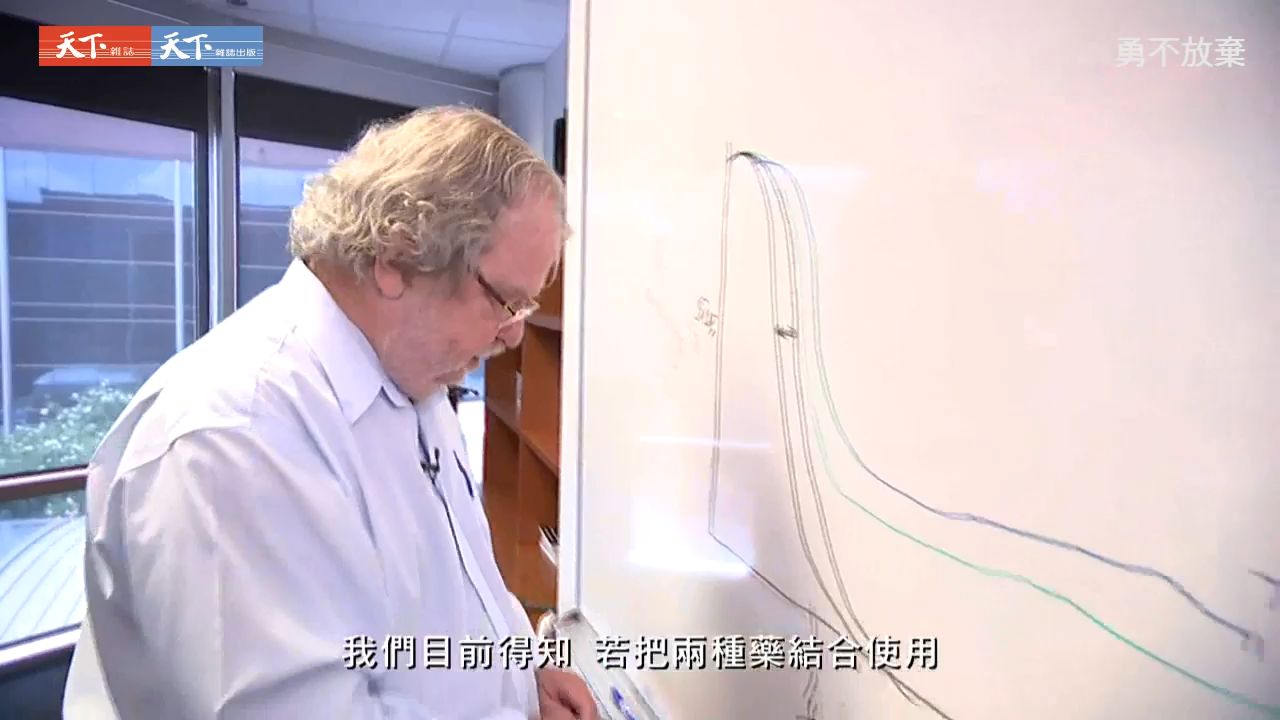 天下雜誌 天下雜誌出版
勇不放棄
我們目前得知 若把兩種藥結合使用